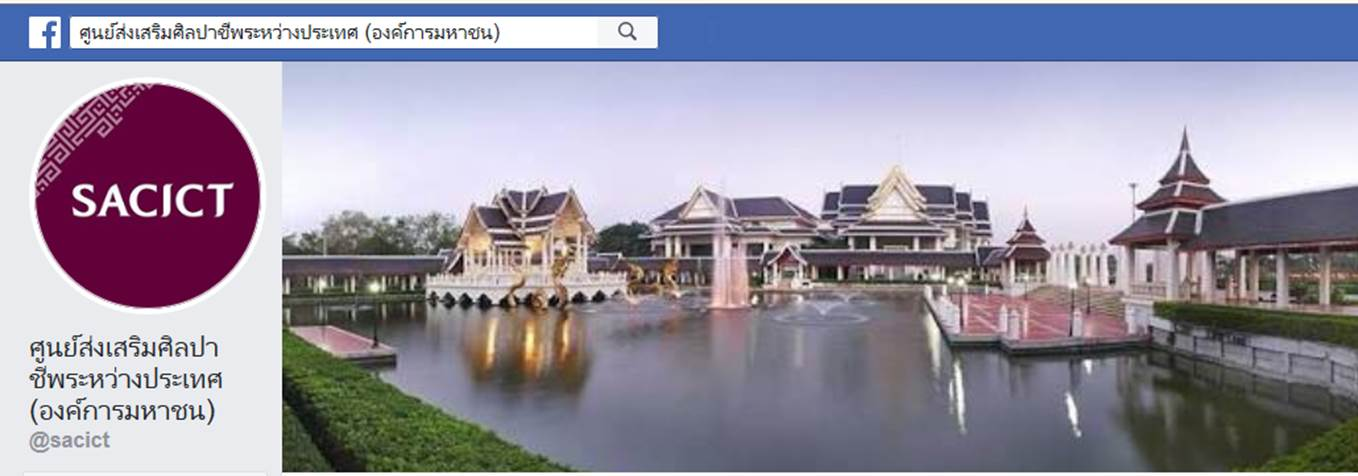 ศูนย์ส่งเสริมศิลปาชีพระหว่างประเทศ (องค์การมหาชน)
SACICT
ศูนย์ส่งเสริมศิลปา
ชีพระหว่างประเทศ
(องค์การมหาชน)
@sacict